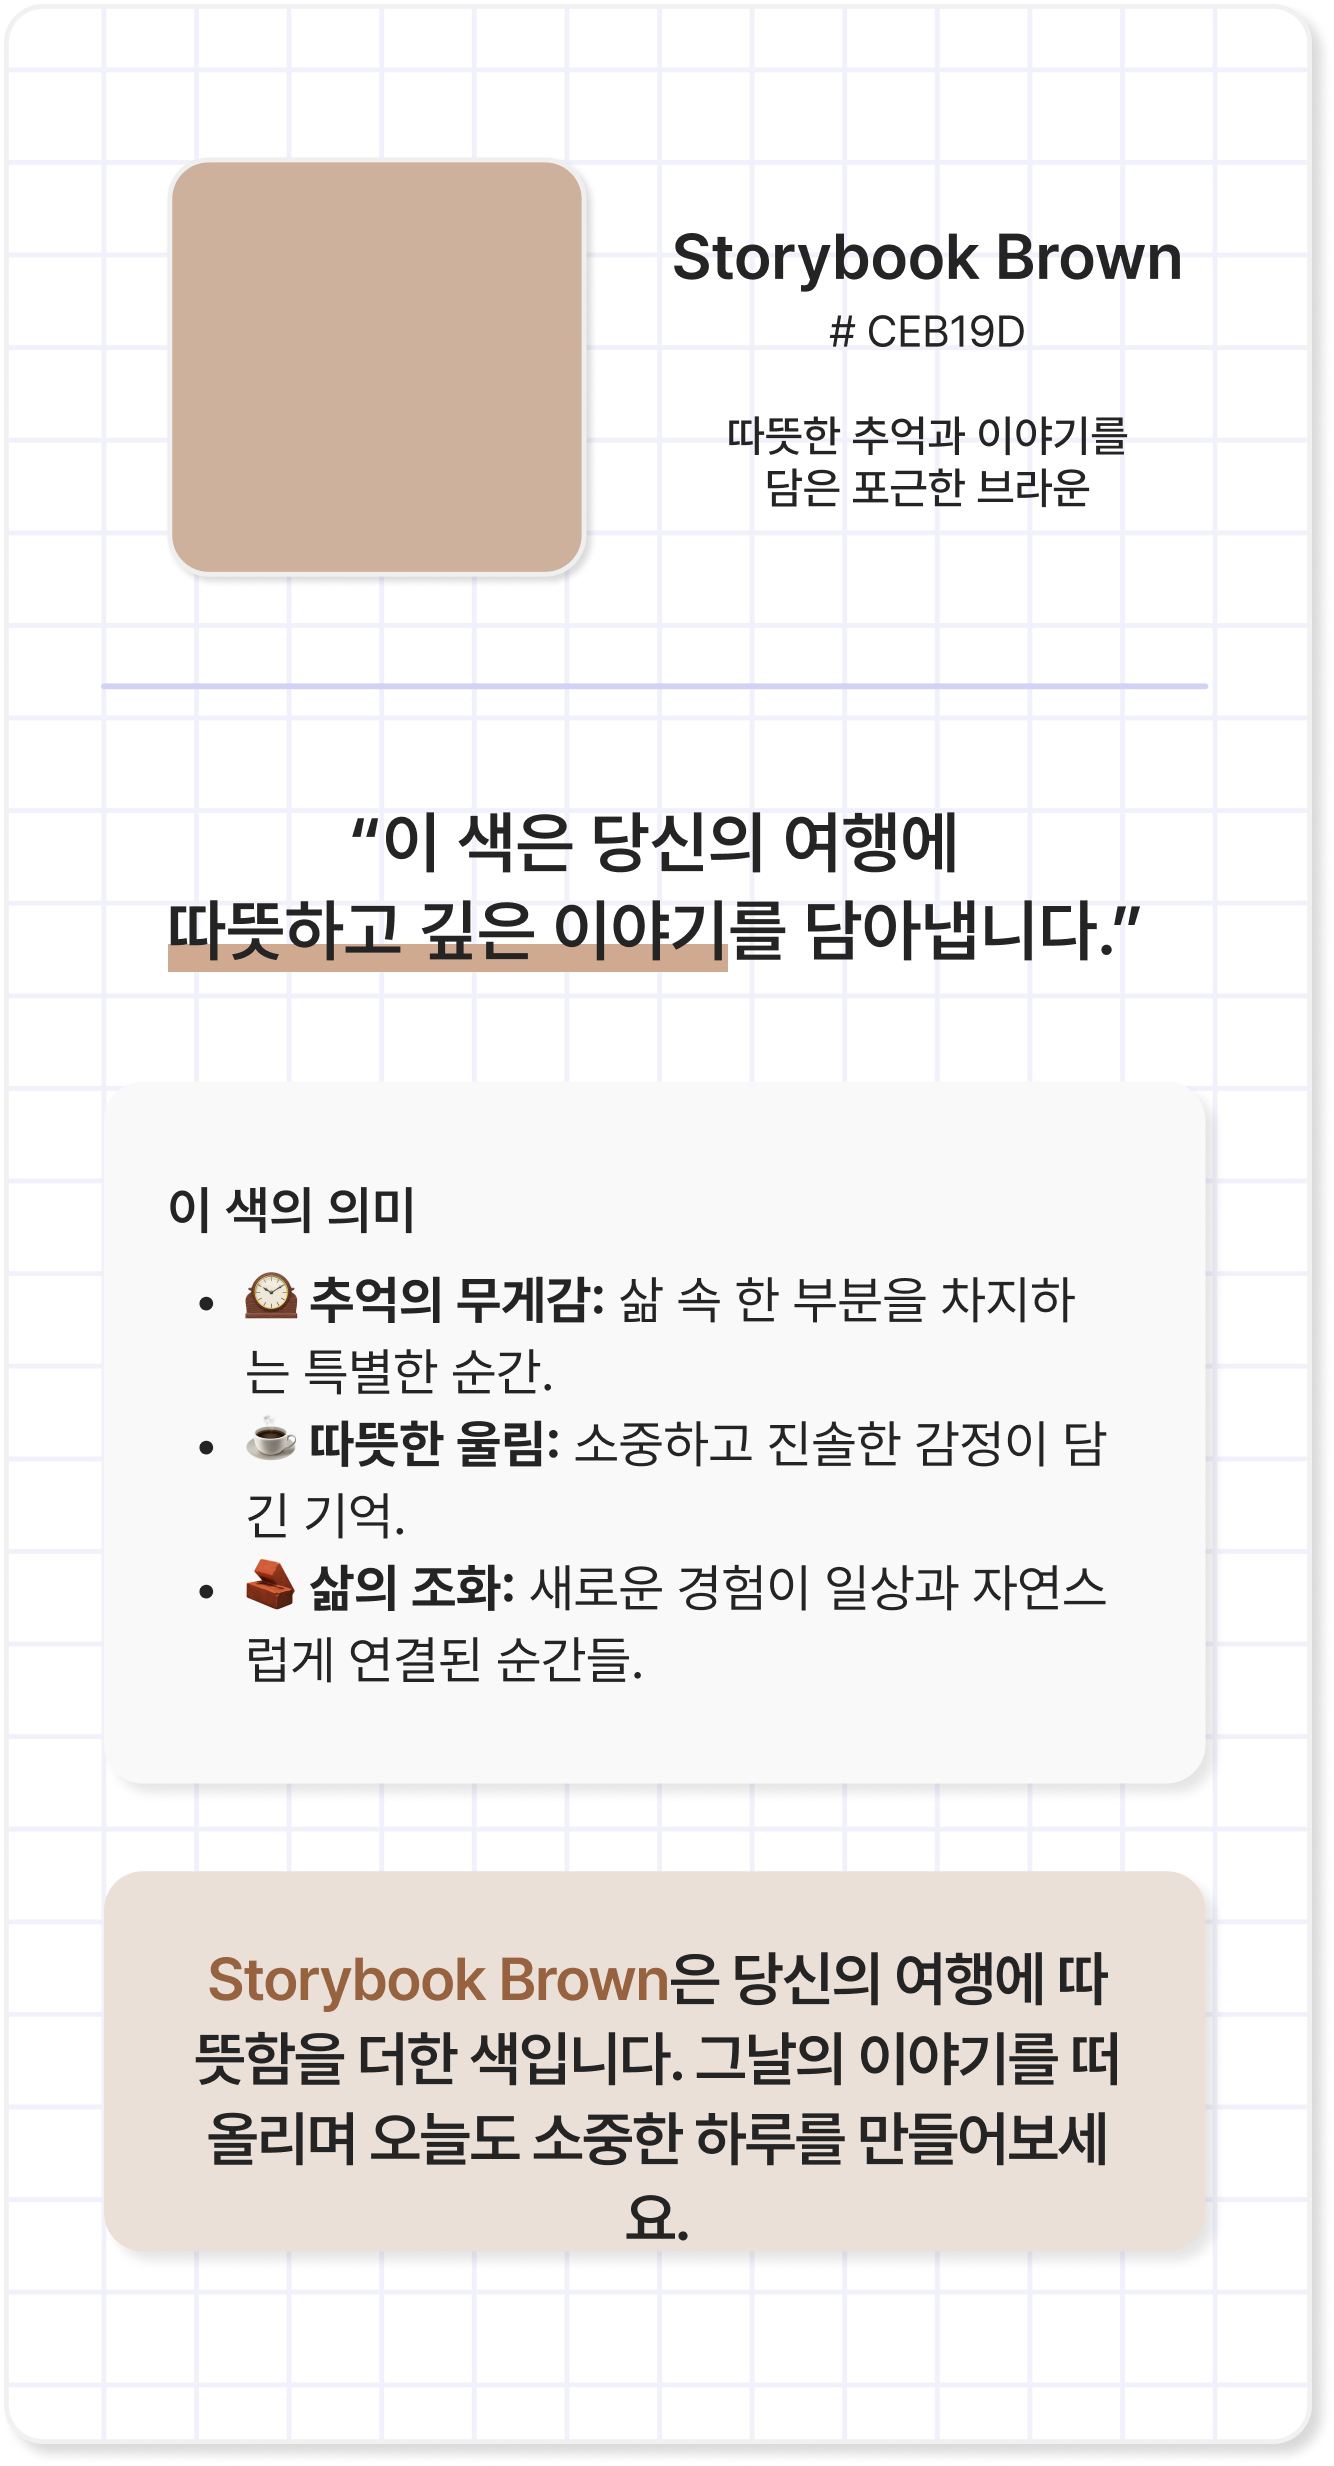 Storybook Brown
# CEB19D
따뜻한 추억과 이야기를
담은 포근한 브라운
“이 색은 당신의 여행에
따뜻하고 깊은 이야기를 담아냅니다.”
이 색의 의미
• 🕰️ 추억의 무게감: 삶 속 한 부분을 차지하
는 특별한 순간.
• ☕ 따뜻한 울림: 소중하고 진솔한 감정이 담
긴 기억.
• 🧱 삶의 조화: 새로운 경험이 일상과 자연스
럽게 연결된 순간들.
Storybook Brown은 당신의 여행에 따
뜻함을 더한 색입니다. 그날의 이야기를 떠
올리며 오늘도 소중한 하루를 만들어보세
요.